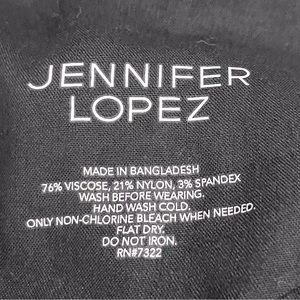 JENNIFER
LOPEZ
MADE IN BANGLADESH
76% VISCOSE, 21% NYLON, 3% SPANDEX
WASH BEFORE WEARING.
HAND WASH COLD.
ONLY NON-CHLORINE BLEACH WHEN NEEDED.
FLAT DRY.
DO NOT IRON.
RN#7322